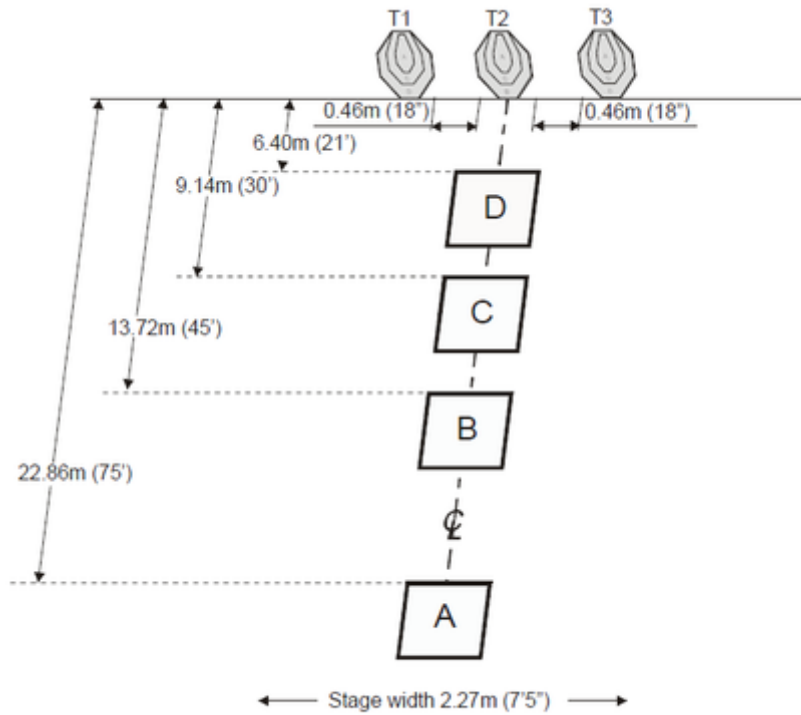 T1 T2 T3
0.46m (18”) 0.46m (18”)
6.40m (21’)
9.14m (30’)
D
C
13.72m (45’)
B
22.86m (75’)
℄
A
Stage width 2.27m (7’5”)